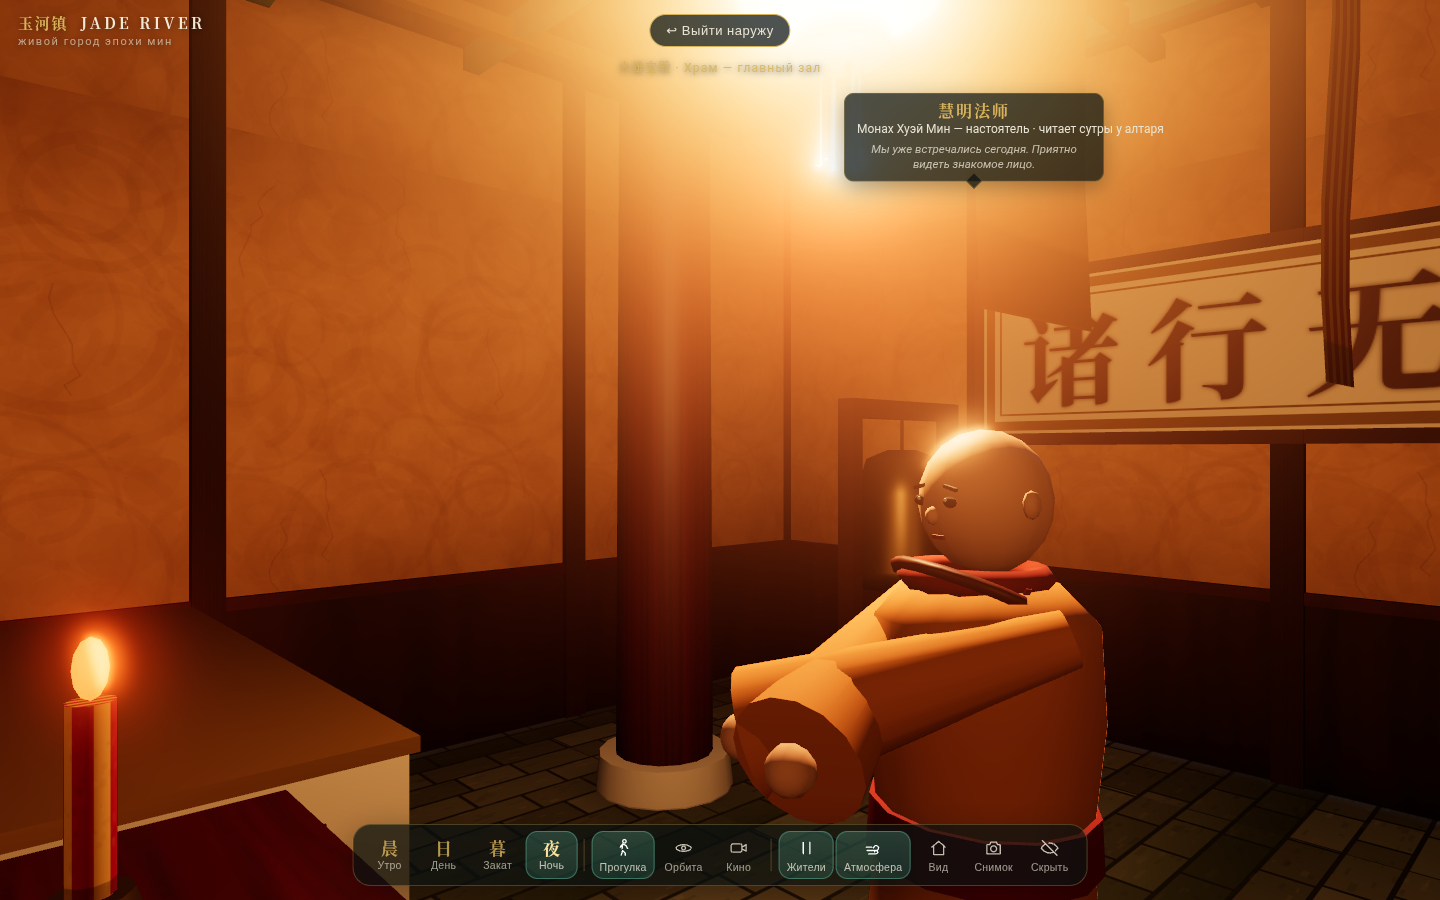 玉河镇 JADE RIVER
живой город эпохи мин
↩ Выйти наружу
· Храм — главный зал
慧明法师
Монах Хуэй Мин — настоятель · читает сутры у алтаря
Мы уже встречались сегодня. Приятно
видеть знакомое лицо.
诸行无
晨 日 暮 夜
Утро День Закат Ночь Прогулка Орбита Кино Жители Атмосфера Вид Снимок Скрыть